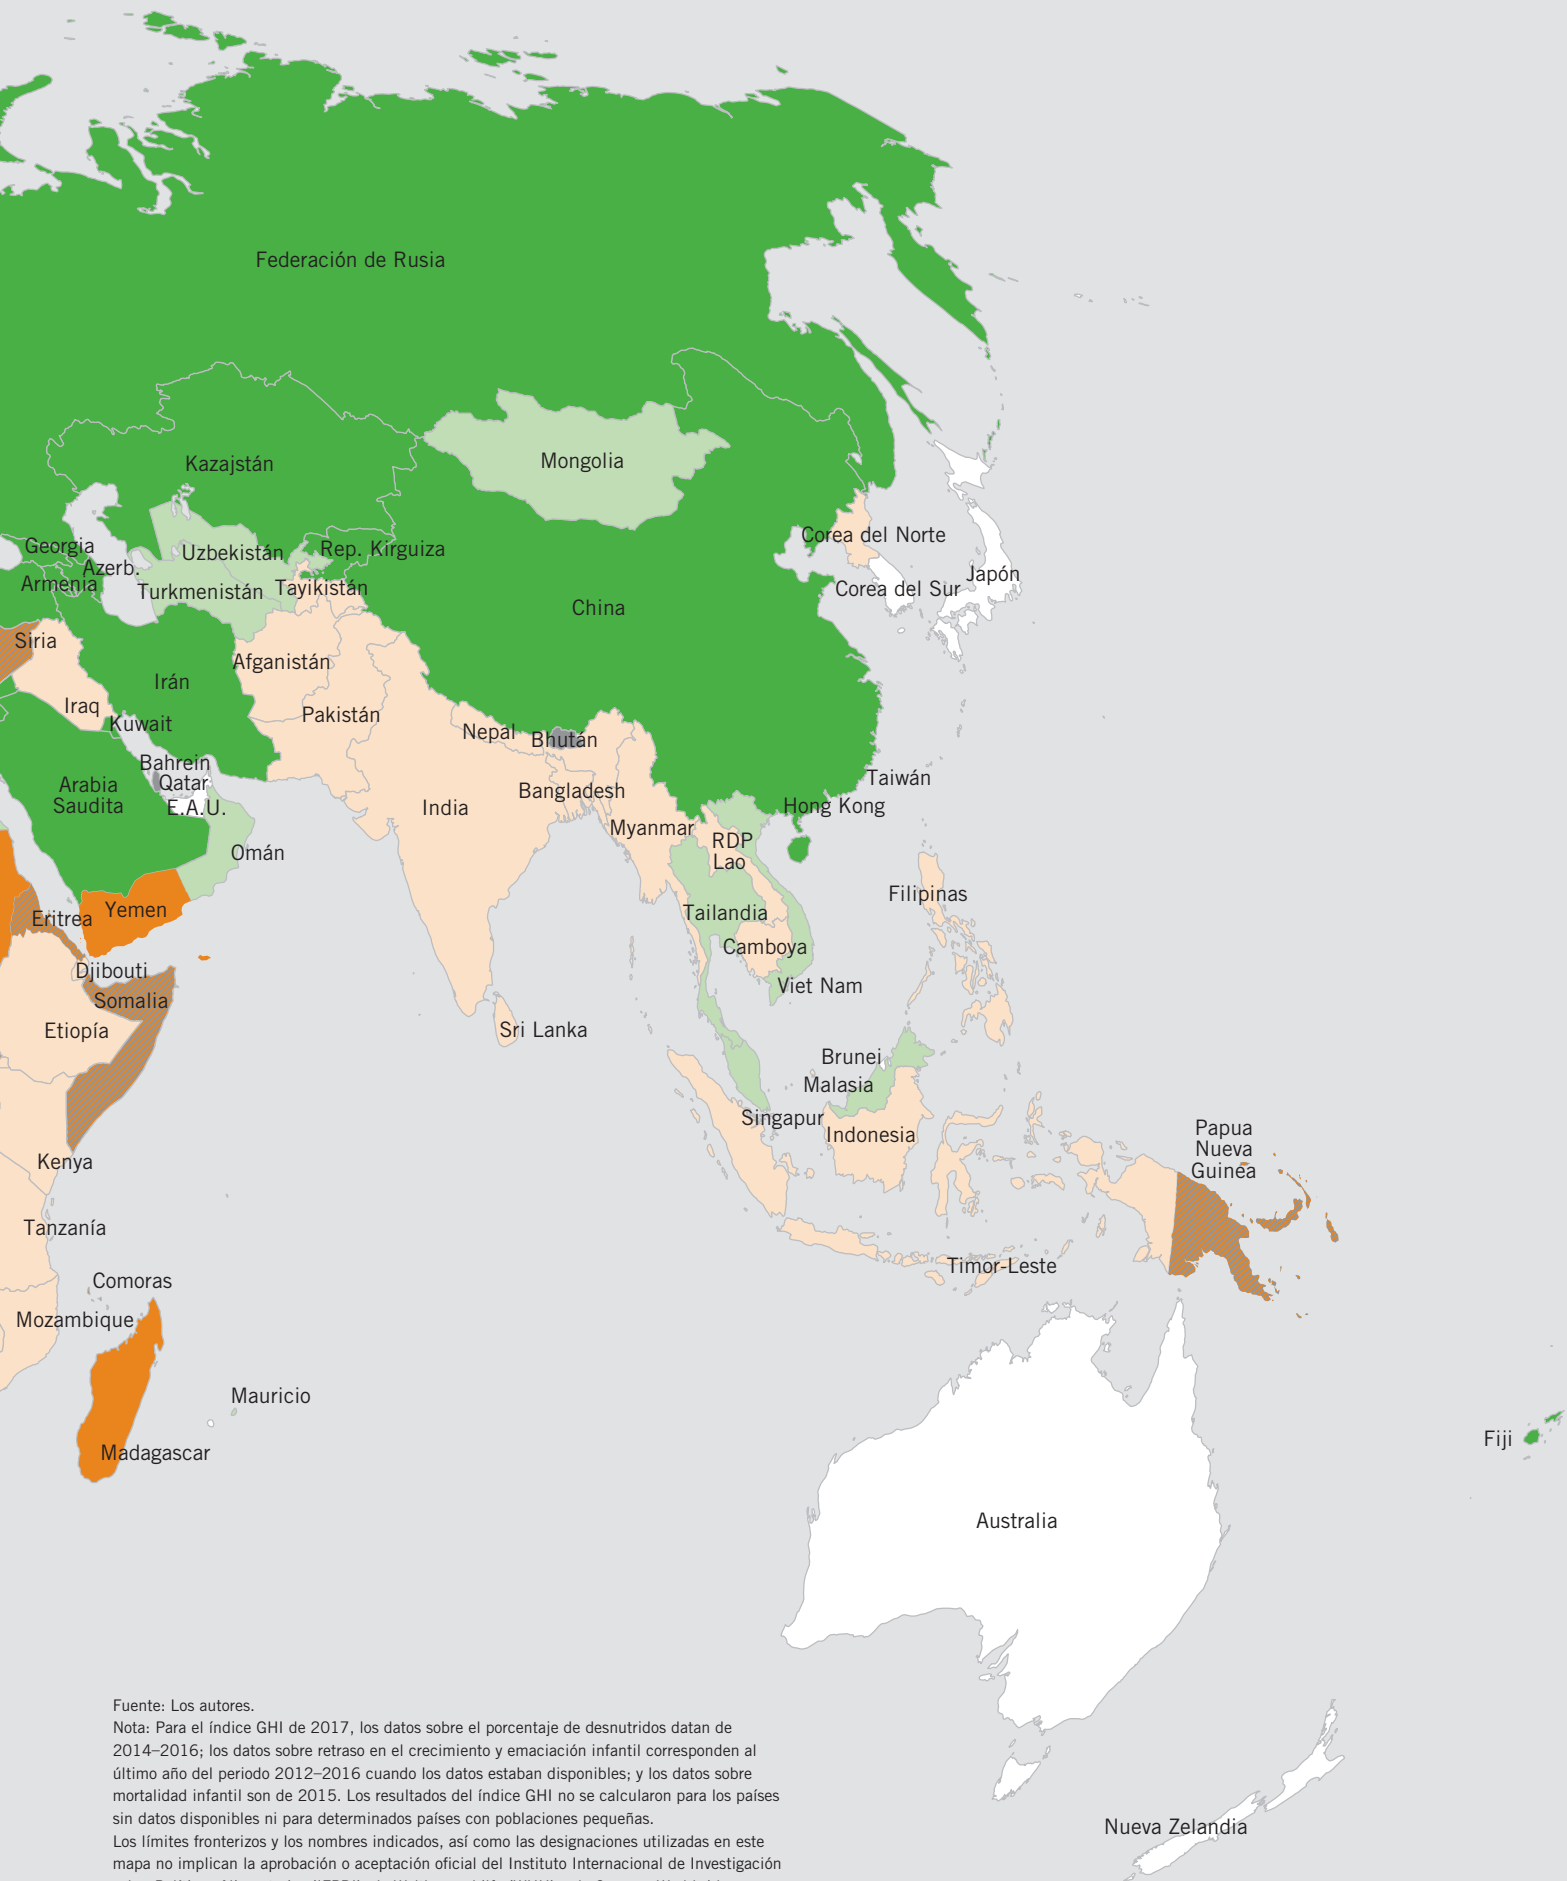 Federación de Rusia
Kazajstán
Mongolia
Georgia
Azerb.
Armenia
Uzbekistán
Rep. Kirguiza
Turkmenistán
Tayikistán
Corea del Norte
Corea del Sur
Japón
China
Siria
Afganistán
Irán
Iraq
Kuwait
Pakistán
Nepal
Bhután
Bahrein
Qatar
E.A.U.
Arabia
Saudita
India
Bangladesh
Myanmar
Taiwán
Hong Kong
RDP
Lao
Omán
Filipinas
Eritrea
Yemen
Tailandia
Camboya
Djibouti
Somalia
Viet Nam
Etiopía
Sri Lanka
Brunei
Malasia
Singapur
Indonesia
Papua
Nueva
Guinea
Kenya
Tanzanía
Timor-Leste
Comoras
Mozambique
Mauricio
Madagascar
Fiji
Australia
Nueva Zelandia
Fuente: Los autores.
Nota: Para el índice GHI de 2017, los datos sobre el porcentaje de desnutridos datan de
2014–2016; los datos sobre retraso en el crecimiento y emaciación infantil corresponden al
último año del periodo 2012–2016 cuando los datos estaban disponibles; y los datos sobre
mortalidad infantil son de 2015. Los resultados del índice GHI no se calcularon para los países
sin datos disponibles ni para determinados países con poblaciones pequeñas.
Los límites fronterizos y los nombres indicados, así como las designaciones utilizadas en este
mapa no implican la aprobación o aceptación oficial del Instituto Internacional de Investigación